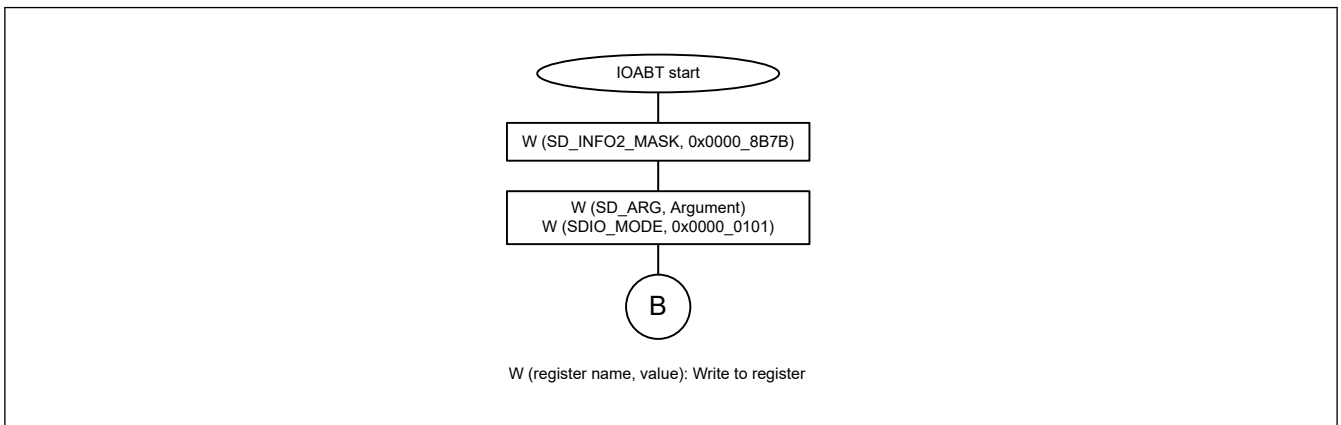 IOABT start
W (SD_INFO2_MASK, 0x0000_8B7B)
W (SD_ARG, Argument)
W (SDIO_MODE, 0x0000_0101)
B
W (register name, value): Write to register